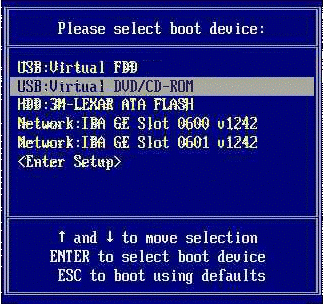 Please select boot device:
USB:Virtual FDD
USB:Virtual DVD/CD-ROM
HDD:3M-LEXAR ATA FLASH
Network:IBA GE Slot 0600 v1242
Network:IBA GE Slot 0601 v1242
<Enter Setup>
↑ and ↓ to move selection
ENTER to select boot device
ESC to boot using defaults